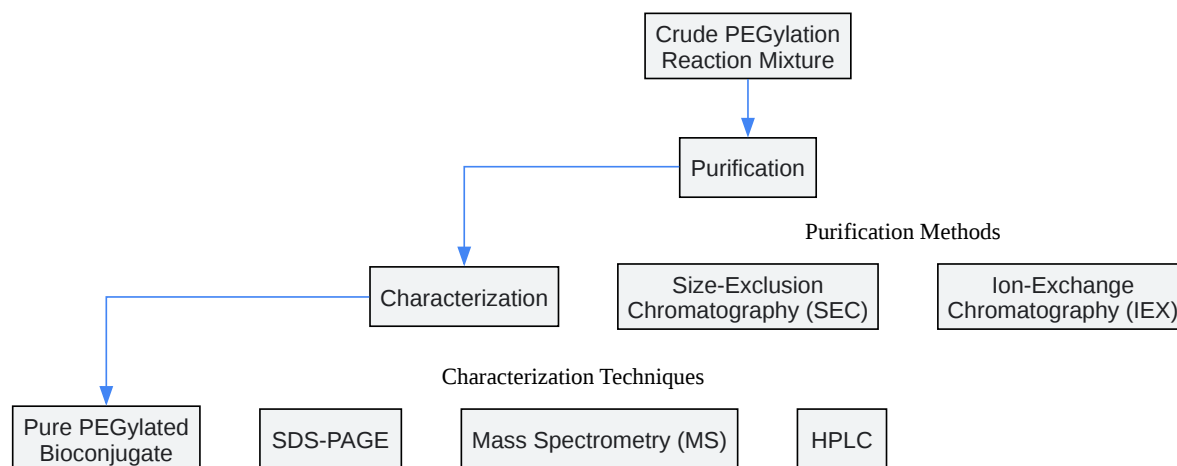 Crude PEGylation
Reaction Mixture
Purification
Purification Methods
Characterization
Size-Exclusion
Chromatography (SEC)
Ion-Exchange
Chromatography (IEX)
Characterization Techniques
Pure PEGylated
Bioconjugate
SDS-PAGE
Mass Spectrometry (MS)
HPLC